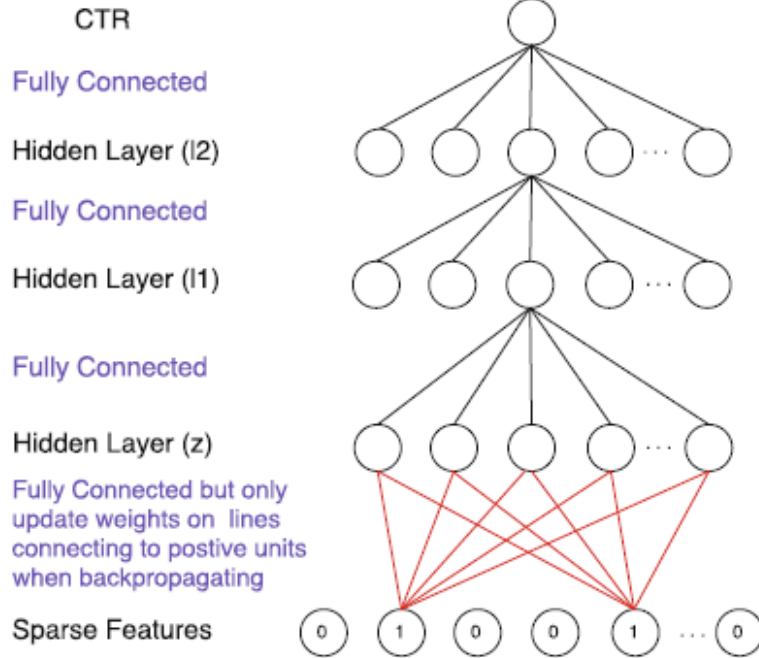 CTR
Fully Connected
Hidden Layer (l2)
. . .
Fully Connected
Hidden Layer (l1)
. . .
Fully Connected
Hidden Layer (z)
. . .
Fully Connected but only
update weights on lines
connecting to postive units
when backpropagating
Sparse Features
0 1 0 0 1 . . . 0